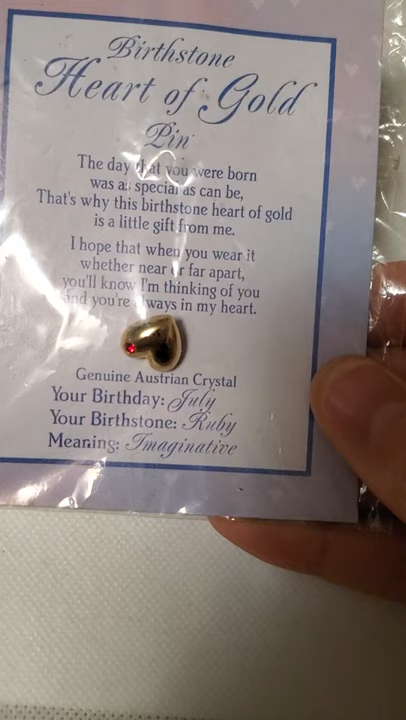 Birthstone
Heart of Gold
Pin
The day that you were born
was as special as can be,
That's why this birthstone heart of gold
is a little gift from me.
I hope that when you wear it
whether near or far apart,
you'll know I'm thinking of you
and you're always in my heart.
Genuine Austrian Crystal
Your Birthday: July
Your Birthstone: Ruby
Meaning: Imaginative